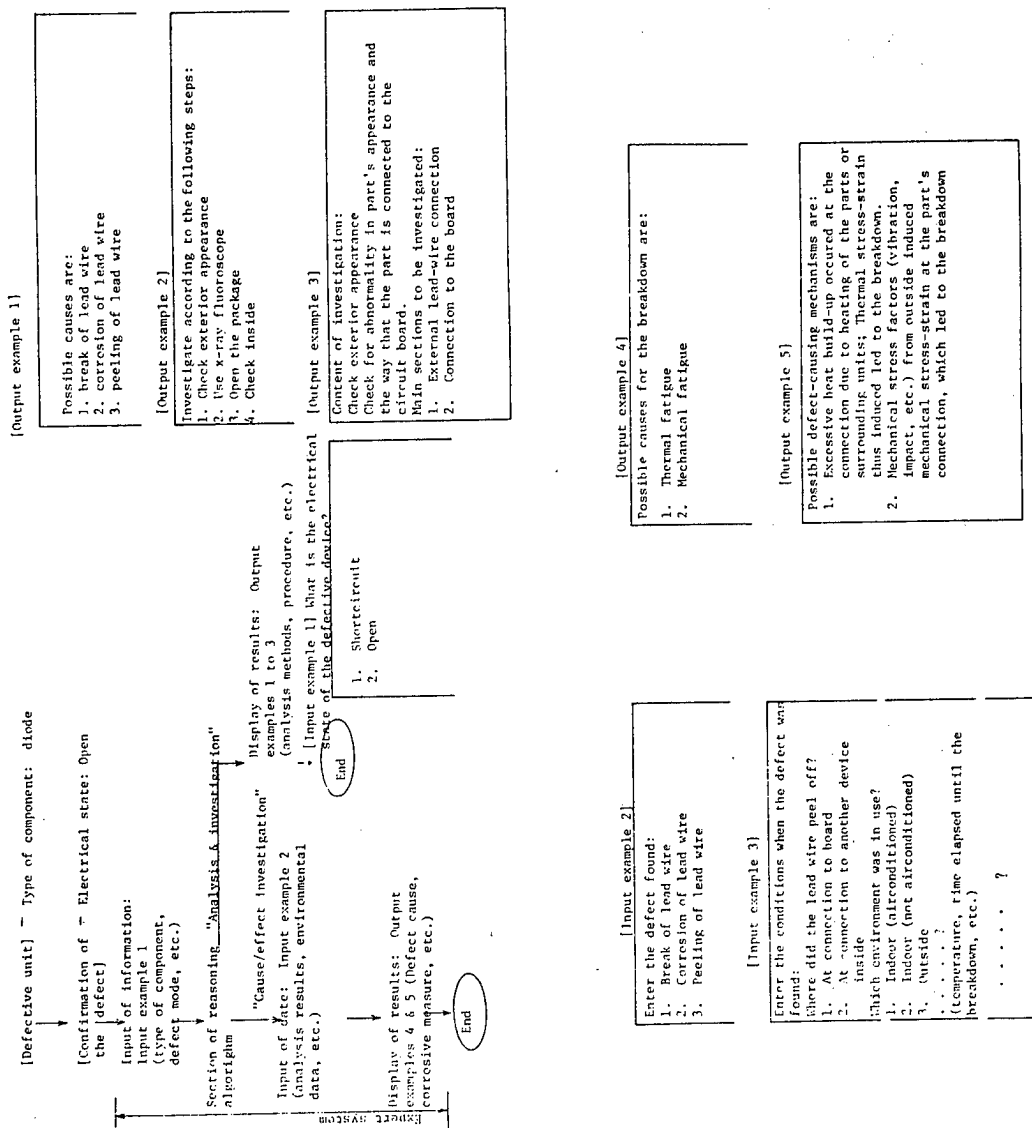 [Defective unit] — Type of component: diode
[Confirmation of — Electrical state: Open
the defect]
Input of information:
Input example 1
(type of component,
defect mode, etc.)
Section of reasoning "Analysis & investigation"
algorighm
"Cause/effect investigation"
Input of date: Input example 2
(analysis results, environmental
data, etc.)
Display of results: Output
examples 4 & 5 (Defect cause,
corrosive measure, etc.)
End
Expert system
Display of results: Output
examples 1 to 3
(analysis methods, procedure, etc.)
End
[Input example 1] What is the electrical
state of the defective device?
1. Shortcircuit
2. Open
[Output example 1]
Possible causes are:
1. break of lead wire
2. corrosion of lead wire
3. peeling of lead wire
[Output example 2]
Investigate according to the following steps:
1. Check exterior appearance
2. Use x-ray fluoroscope
3. Open the package
4. Check inside
[Output example 3]
Content of investigation:
Check exterior appearance
Check for abnormality in part's appearance and
the way that the part is connected to the
circuit board.
Main sections to be investigated:
1. External lead-wire connection
2. Connection to the board
[Input example 2]
Enter the defect found:
1. Break of lead wire
2. Corrosion of lead wire
3. Peeling of lead wire
[Input example 3]
Enter the conditions when the defect was
found:
Where did the lead wire peel off?
1. At connection to board
2. At connection to another device
inside
Which environment was in use?
1. Indoor (airconditioned)
2. Indoor (not airconditioned)
3. Outside
. . . . . ?
(temperature, time elapsed until the
breakdown, etc.)
. . . . . . ?
[Output example 4]
Possible causes for the breakdown are:
1. Thermal fatigue
2. Mechanical fatigue
[Output example 5]
Possible defect-causing mechanisms are:
1. Excessive heat build-up occured at the
connection due to heating of the parts or
surrounding units; Thermal stress-strain
thus induced led to the breakdown.
2. Mechanical stress factors (vibration,
impact, etc.) from outside induced
mechanical stress-strain at the part's
connection, which led to the breakdown